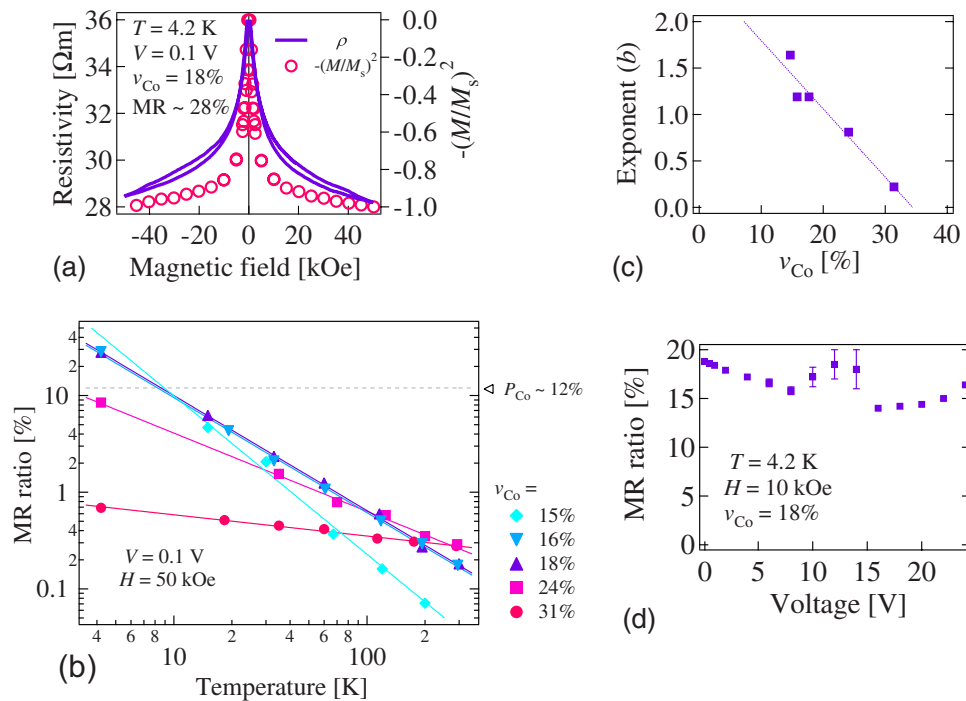 Resistivity [Ωm]
36
34
32
30
28
T = 4.2 K
V = 0.1 V
vCo = 18%
MR ~ 28%
ρ
-(M/Ms)²
-0.0
-0.2
-0.4
-0.6
-0.8
-1.0
-(M/Ms)²
-40
-20
0
20
40
(a)
Magnetic field [kOe]
Exponent (b)
2.0
1.5
1.0
0.5
0.0
0
10
20
30
40
(c)
vCo [%]
MR ratio [%]
4
2
10
4
2
1
4
2
0.1
PCo ~ 12%
V = 0.1 V
H = 50 kOe
vCo =
15%
16%
18%
24%
31%
4
6
8
10
2
4
6
8
100
2
4
(b)
Temperature [K]
MR ratio [%]
20
15
10
5
0
T = 4.2 K
H = 10 kOe
vCo = 18%
0
5
10
15
20
(d)
Voltage [V]